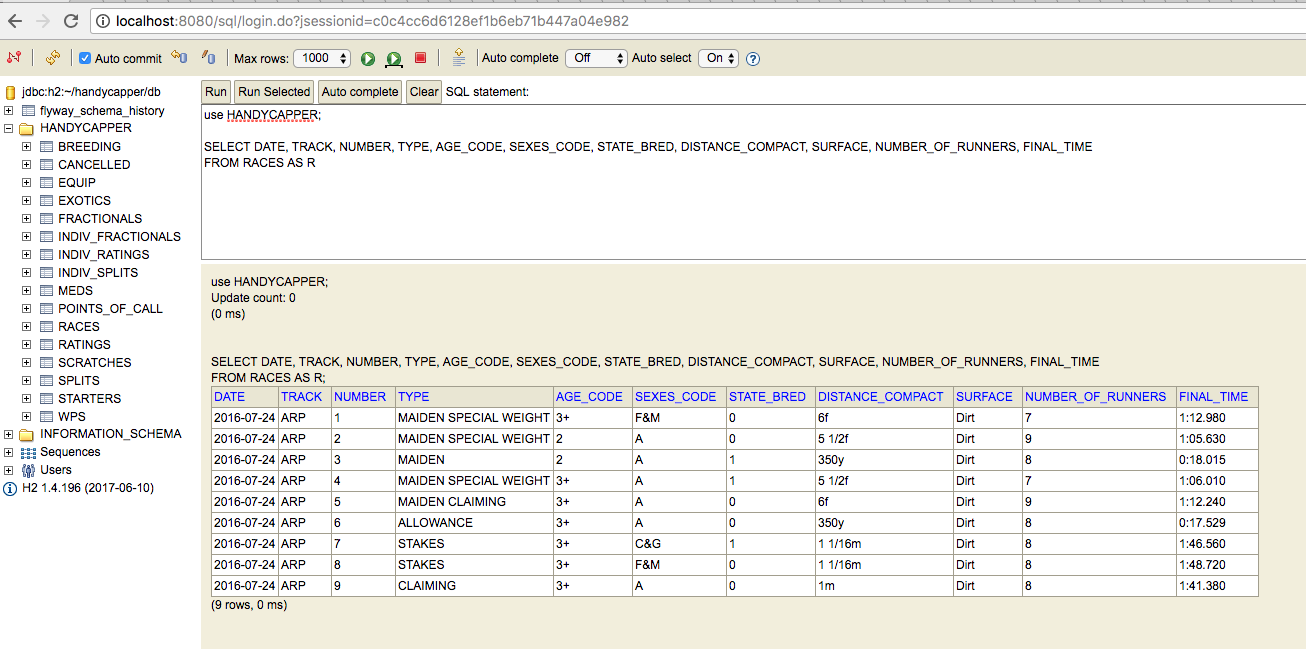 localhost:8080/sql/login.do?jsessionid=c0c4cc6d6128ef1b6eb71b447a04e982
Auto commit Max rows: 1000 Auto complete Off Auto select On ?
jdbc:h2:~/handycapper/db
flyway_schema_history
HANDYCAPPER
BREEDING
CANCELLED
EQUIP
EXOTICS
FRACTIONALS
INDIV_FRACTIONALS
INDIV_RATINGS
INDIV_SPLITS
MEDS
POINTS_OF_CALL
RACES
RATINGS
SCRATCHES
SPLITS
STARTERS
WPS
INFORMATION_SCHEMA
Sequences
Users
H2 1.4.196 (2017-06-10)
Run Run Selected Auto complete Clear SQL statement:
use HANDYCAPPER;
SELECT DATE, TRACK, NUMBER, TYPE, AGE_CODE, SEXES_CODE, STATE_BRED, DISTANCE_COMPACT, SURFACE, NUMBER_OF_RUNNERS, FINAL_TIME
FROM RACES AS R
use HANDYCAPPER;
Update count: 0
(0 ms)
SELECT DATE, TRACK, NUMBER, TYPE, AGE_CODE, SEXES_CODE, STATE_BRED, DISTANCE_COMPACT, SURFACE, NUMBER_OF_RUNNERS, FINAL_TIME
FROM RACES AS R;
DATE TRACK NUMBER TYPE AGE_CODE SEXES_CODE STATE_BRED DISTANCE_COMPACT SURFACE NUMBER_OF_RUNNERS FINAL_TIME
2016-07-24 ARP 1 MAIDEN SPECIAL WEIGHT 3+ F&M 0 6f Dirt 7 1:12.980
2016-07-24 ARP 2 MAIDEN SPECIAL WEIGHT 2 A 0 5 1/2f Dirt 9 1:05.630
2016-07-24 ARP 3 MAIDEN 2 A 1 350y Dirt 8 0:18.015
2016-07-24 ARP 4 MAIDEN SPECIAL WEIGHT 3+ A 1 5 1/2f Dirt 7 1:06.010
2016-07-24 ARP 5 MAIDEN CLAIMING 3+ A 0 6f Dirt 9 1:12.240
2016-07-24 ARP 6 ALLOWANCE 3+ A 0 350y Dirt 8 0:17.529
2016-07-24 ARP 7 STAKES 3+ C&G 1 1 1/16m Dirt 8 1:46.560
2016-07-24 ARP 8 STAKES 3+ F&M 0 1 1/16m Dirt 8 1:48.720
2016-07-24 ARP 9 CLAIMING 3+ A 0 1m Dirt 8 1:41.380
(9 rows, 0 ms)